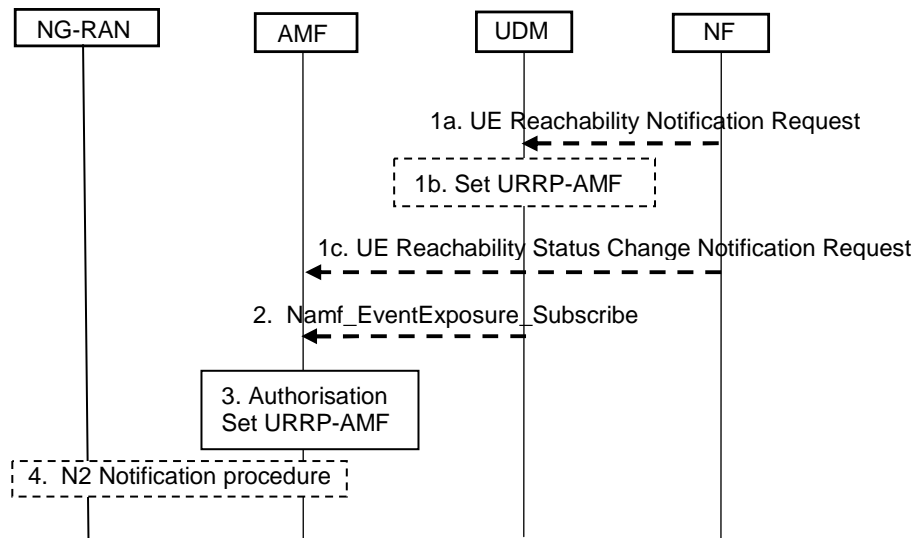 NG-RAN
AMF
UDM
NF
1a. UE Reachability Notification Request
1b. Set URRP-AMF
1c. UE Reachability Status Change Notification Request
2. Namf_EventExposure_Subscribe
3. Authorisation
Set URRP-AMF
4. N2 Notification procedure